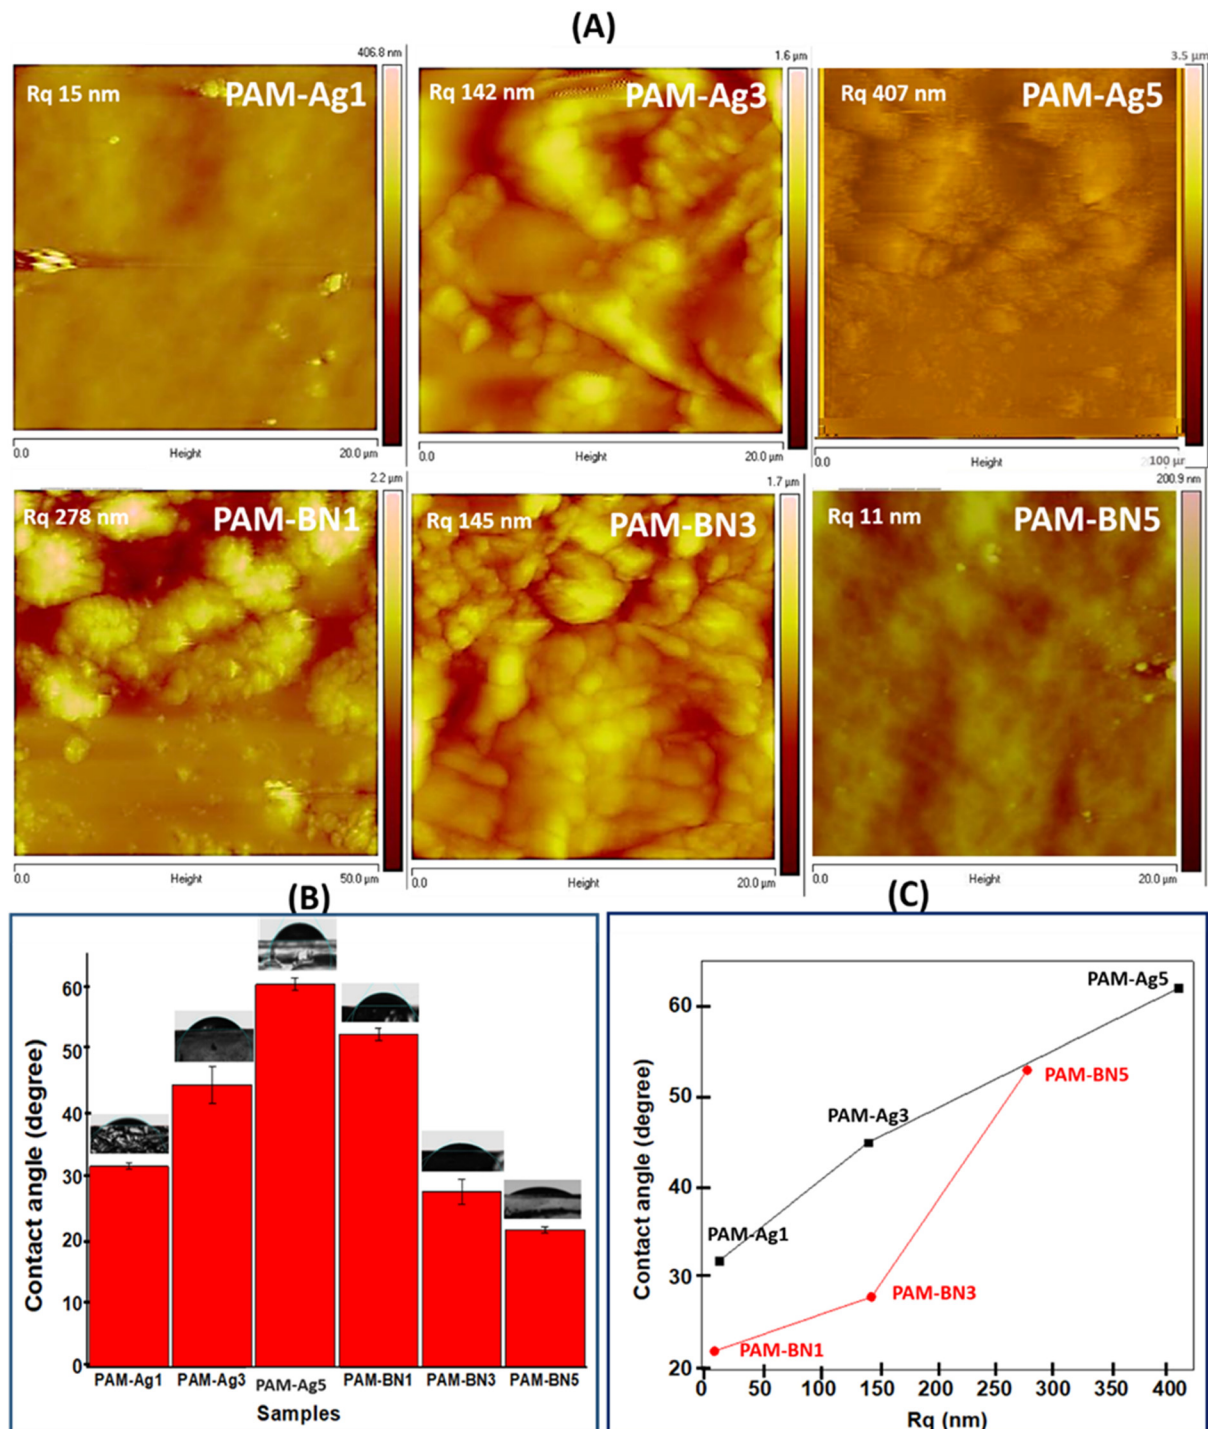 (A)
406.8 nm
Rq 15 nm
PAM-Ag1
0.0
Height
20.0 µm
1.6 µm
Rq 142 nm
PAM-Ag3
0.0
Height
20.0 µm
3.5 µm
Rq 407 nm
PAM-Ag5
0.0
Height
100 µm
2.2 µm
Rq 278 nm
PAM-BN1
0.0
Height
50.0 µm
1.7 µm
Rq 145 nm
PAM-BN3
0.0
Height
20.0 µm
200.9 nm
Rq 11 nm
PAM-BN5
0.0
Height
20.0 µm
(B)
Contact angle (degree)
60
50
40
30
20
10
0
PAM-Ag1
PAM-Ag3
PAM-Ag5
PAM-BN1
PAM-BN3
PAM-BN5
Samples
(C)
Contact angle (degree)
60
50
40
30
20
PAM-Ag5
PAM-BN5
PAM-Ag3
PAM-Ag1
PAM-BN3
PAM-BN1
0
50
100
150
200
250
300
350
400
Rq (nm)